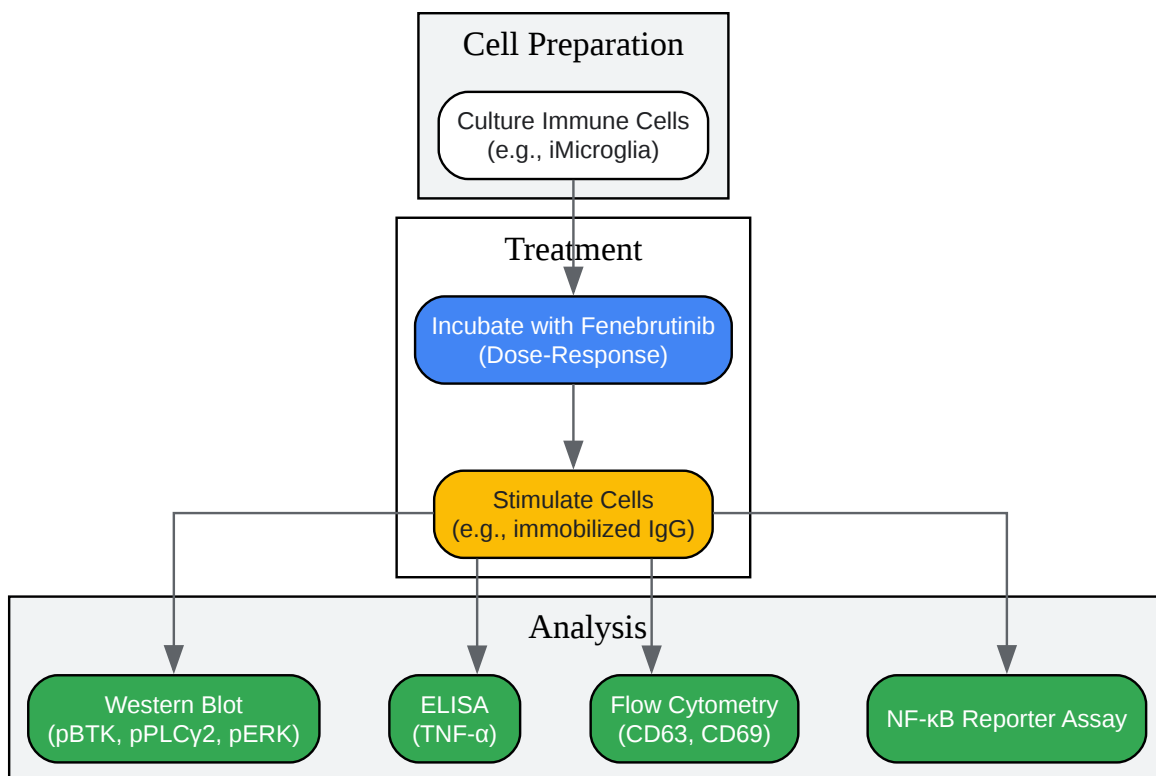 Cell Preparation
Culture Immune Cells
(e.g., iMicroglia)
Treatment
Incubate with Fenebrutinib
(Dose-Response)
Stimulate Cells
(e.g., immobilized IgG)
Analysis
Western Blot
(pBTK, pPLCγ2, pERK)
ELISA
(TNF-α)
Flow Cytometry
(CD63, CD69)
NF-κB Reporter Assay